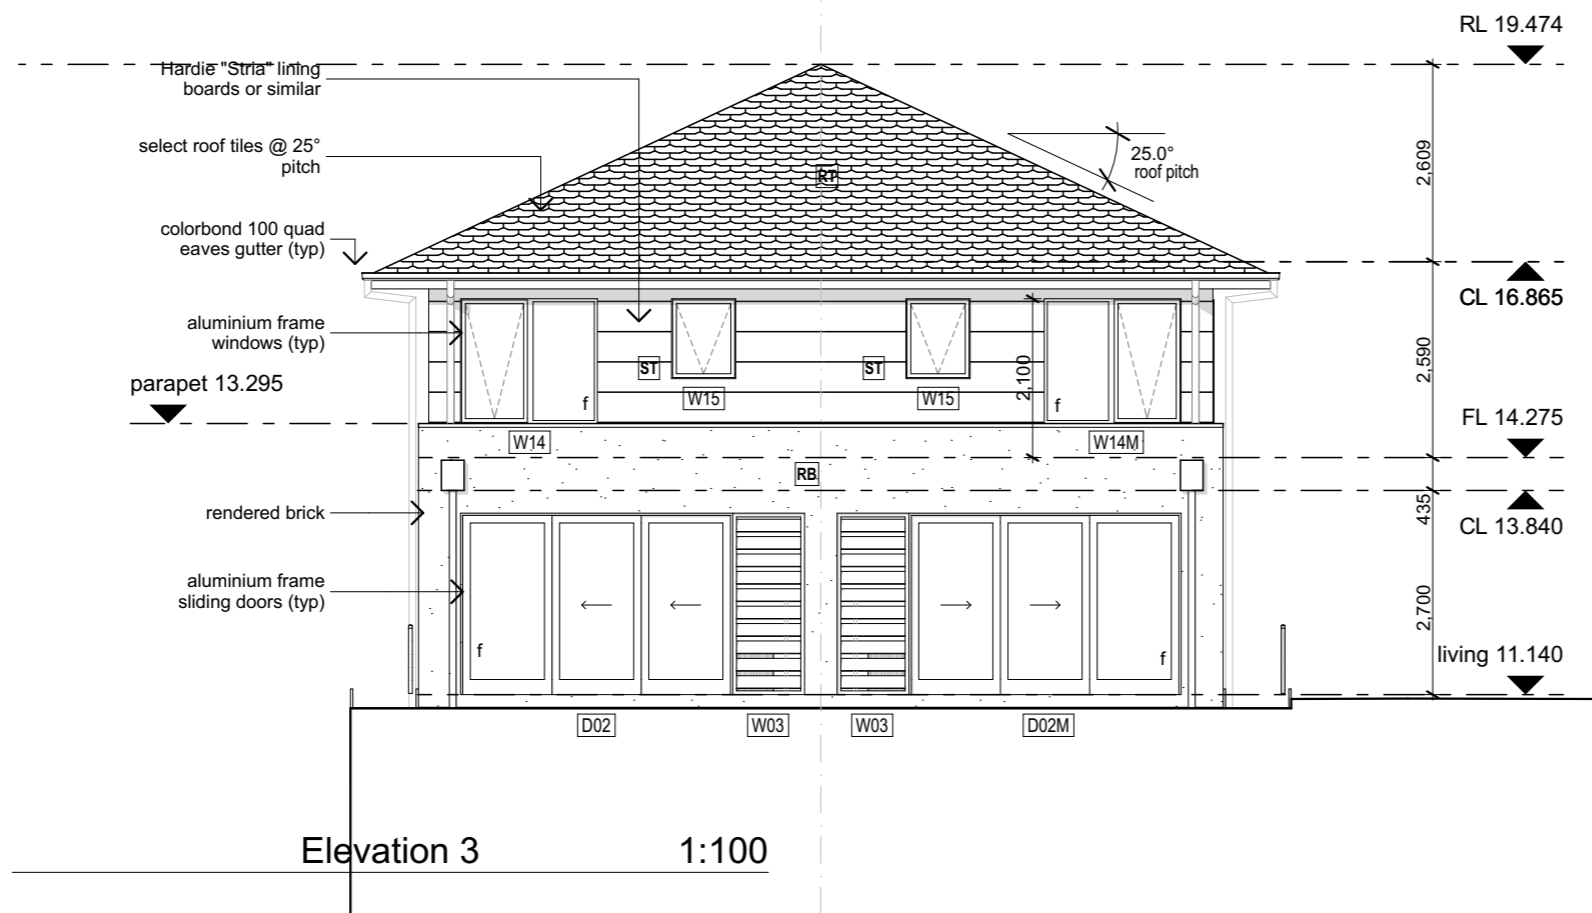 RL 19.474
Hardie "Stria" lining
boards or similar
select roof tiles @ 25°
pitch
25.0°
roof pitch
2,609
RT
colorbond 100 quad
eaves gutter (typ)
CL 16.865
aluminium frame
windows (typ)
2,590
2,100
ST
ST
parapet 13.295
W15
W15
f
f
FL 14.275
W14
W14M
RB
rendered brick
435
CL 13.840
aluminium frame
sliding doors (typ)
2,700
f
f
living 11.140
D02
W03
W03
D02M
Elevation 3
1:100